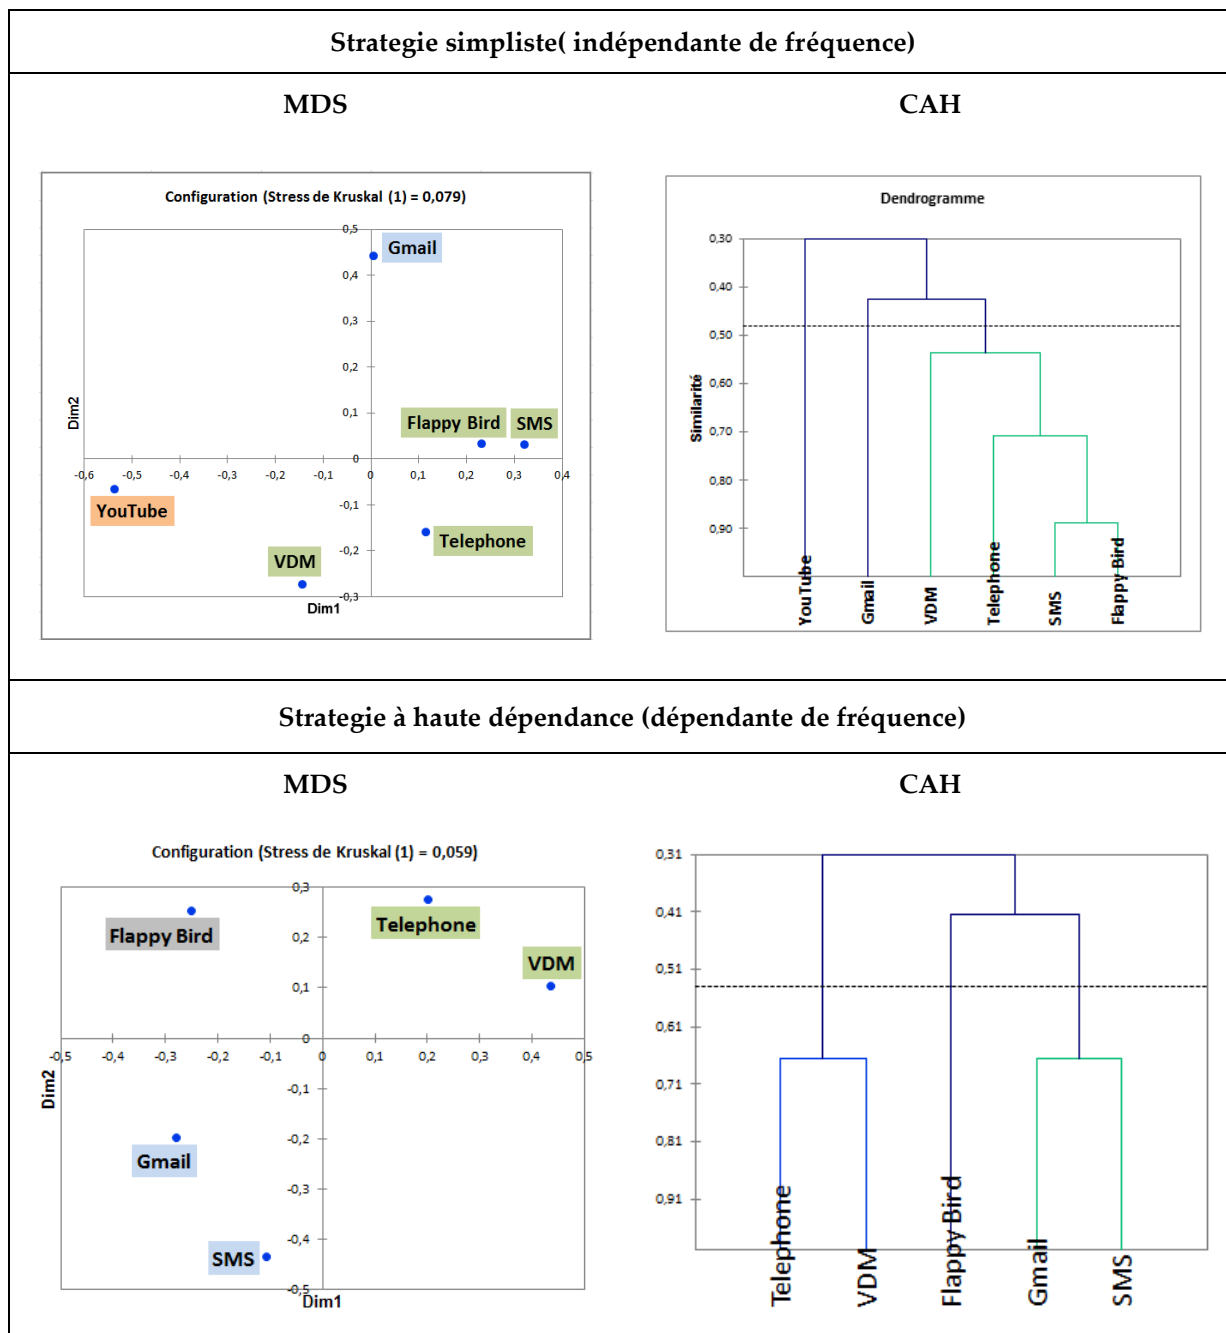 Strategie simpliste( indépendante de fréquence)
MDS
CAH
Configuration (Stress de Kruskal (1) = 0,079)
0,5
0,4
0,3
0,2
0,1
0
-0,1
-0,2
-0,3
-0,6 -0,5 -0,4 -0,3 -0,2 -0,1 0 0,1 0,2 0,3 0,4
Dim2
Dim1
Gmail
Flappy Bird
SMS
YouTube
Telephone
VDM
Dendrogramme
0,30
0,40
0,50
0,60
0,70
0,80
0,90
Similarité
YouTube
Gmail
VDM
Telephone
SMS
Flappy Bird
Strategie à haute dépendance (dépendante de fréquence)
MDS
CAH
Configuration (Stress de Kruskal (1) = 0,059)
0,3
0,2
0,1
0
-0,1
-0,2
-0,3
-0,4
-0,5
-0,5 -0,4 -0,3 -0,2 -0,1 0 0,1 0,2 0,3 0,4 0,5
Dim2
Dim1
Flappy Bird
Telephone
VDM
Gmail
SMS
0,31
0,41
0,51
0,61
0,71
0,81
0,91
Telephone
VDM
Flappy Bird
Gmail
SMS